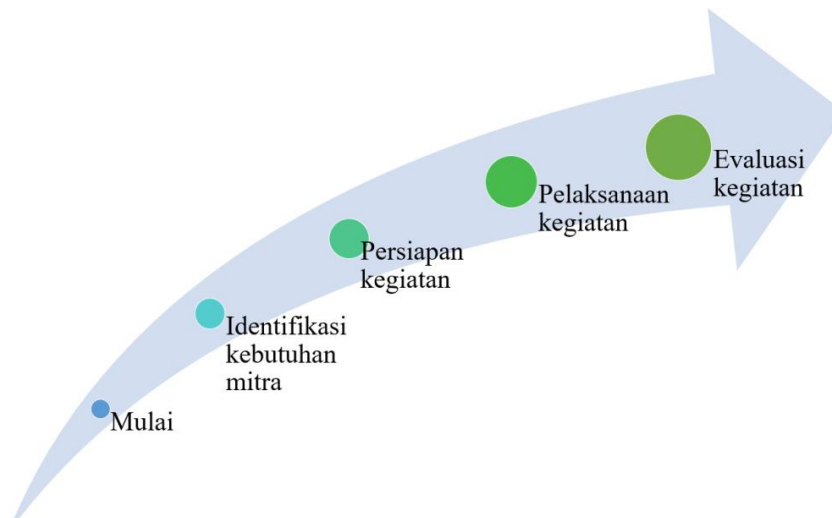 Mulai
Identifikasi
kebutuhan
mitra
Persiapan
kegiatan
Pelaksanaan
kegiatan
Evaluasi
kegiatan